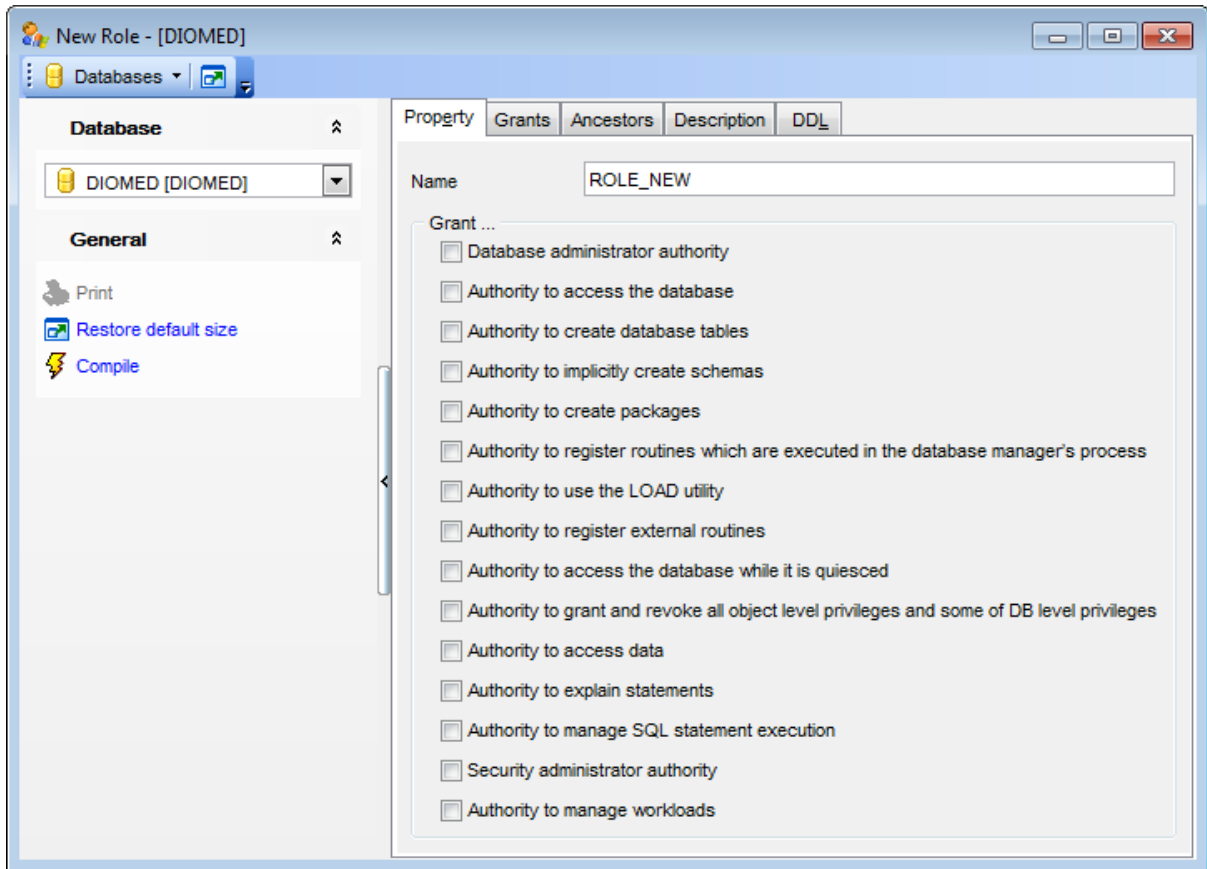 New Role - [DIOMED]
Databases
Database
DIOMED [DIOMED]
General
Print
Restore default size
Compile
Property Grants Ancestors Description DDL
Name ROLE_NEW
Grant ...
Database administrator authority
Authority to access the database
Authority to create database tables
Authority to implicitly create schemas
Authority to create packages
Authority to register routines which are executed in the database manager's process
Authority to use the LOAD utility
Authority to register external routines
Authority to access the database while it is quiesced
Authority to grant and revoke all object level privileges and some of DB level privileges
Authority to access data
Authority to explain statements
Authority to manage SQL statement execution
Security administrator authority
Authority to manage workloads